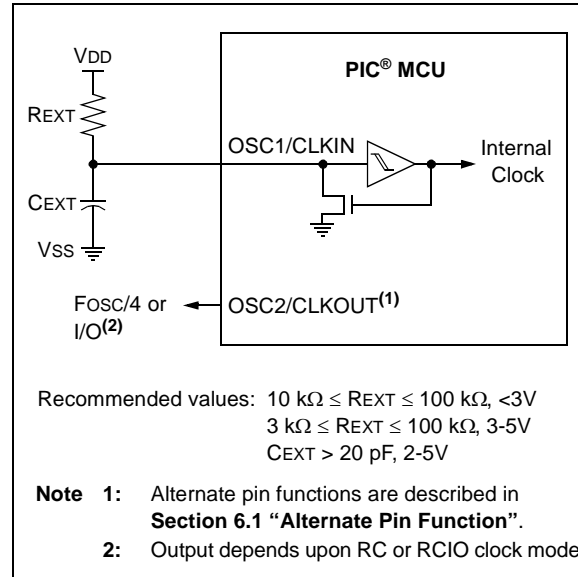 VDD
PIC® MCU
REXT
OSC1/CLKIN
Internal
Clock
CEXT
VSS
FOSC/4 or
I/O(2)
OSC2/CLKOUT(1)
Recommended values: 10 kΩ ≤ REXT ≤ 100 kΩ, <3V
3 kΩ ≤ REXT ≤ 100 kΩ, 3-5V
CEXT > 20 pF, 2-5V
Note 1: Alternate pin functions are described in
Section 6.1 “Alternate Pin Function”.
2: Output depends upon RC or RCIO clock mode